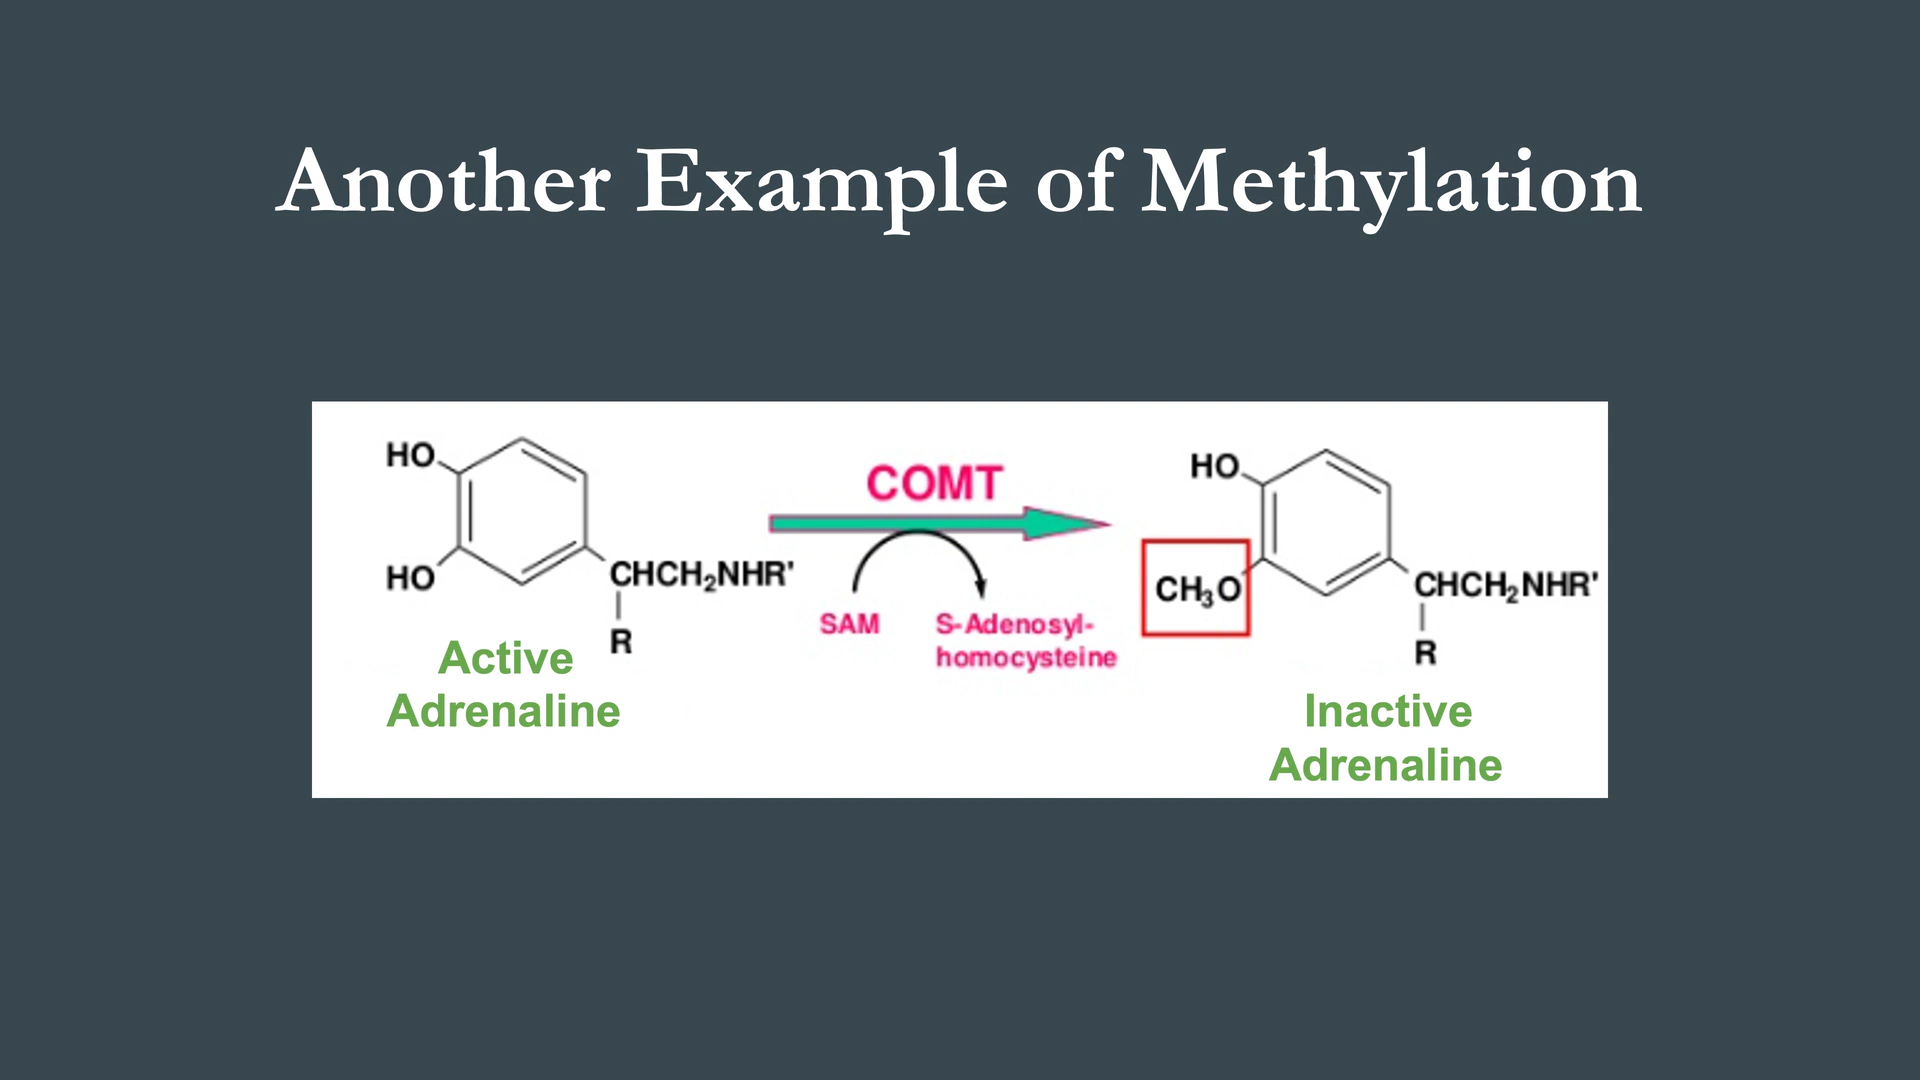 Another Example of Methylation
HO
HO
CHCH₂NHR'
R
Active
Adrenaline
COMT
SAM
S-Adenosyl-
homocysteine
HO
CH₃O
CHCH₂NHR'
R
Inactive
Adrenaline